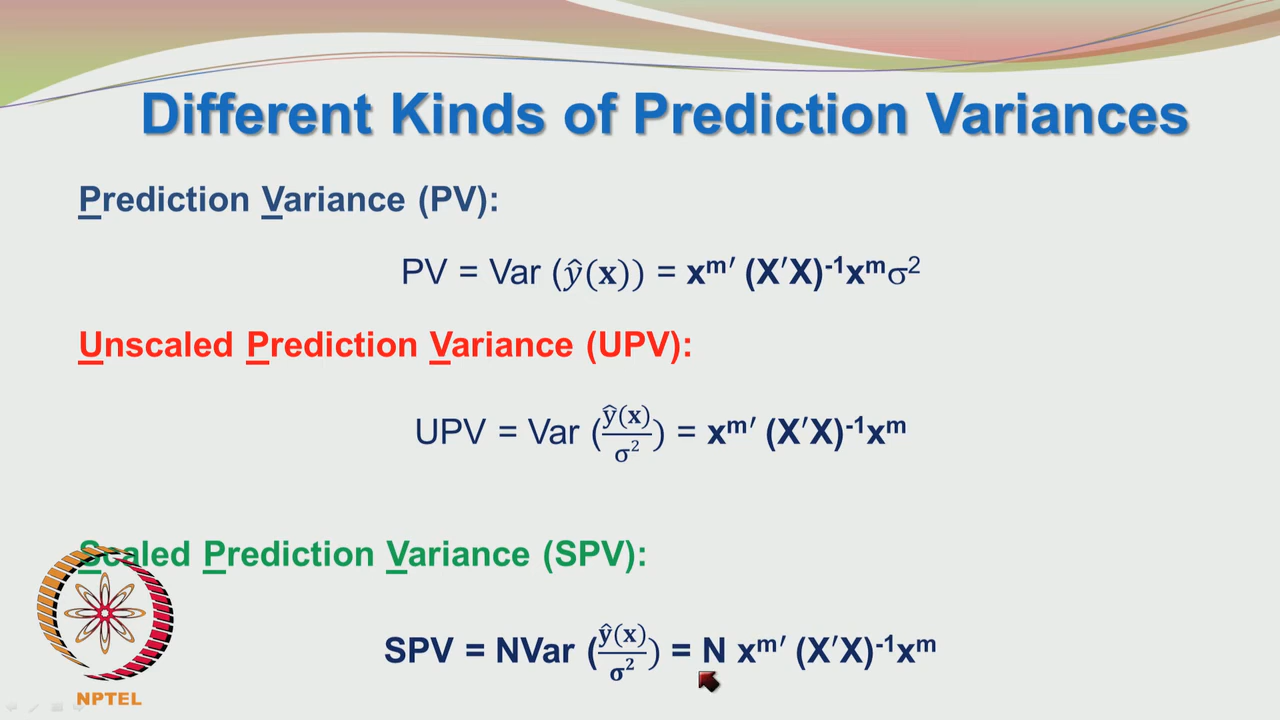 Different Kinds of Prediction Variances
Prediction Variance (PV):
PV = Var (ŷ(𝐱)) = xᵐ′ (X′X)⁻¹xᵐσ²
Unscaled Prediction Variance (UPV):
UPV = Var (ŷ(𝐱)/σ²) = xᵐ′ (X′X)⁻¹xᵐ
Scaled Prediction Variance (SPV):
SPV = NVar (ŷ(𝐱)/σ²) = N xᵐ′ (X′X)⁻¹xᵐ
NPTEL